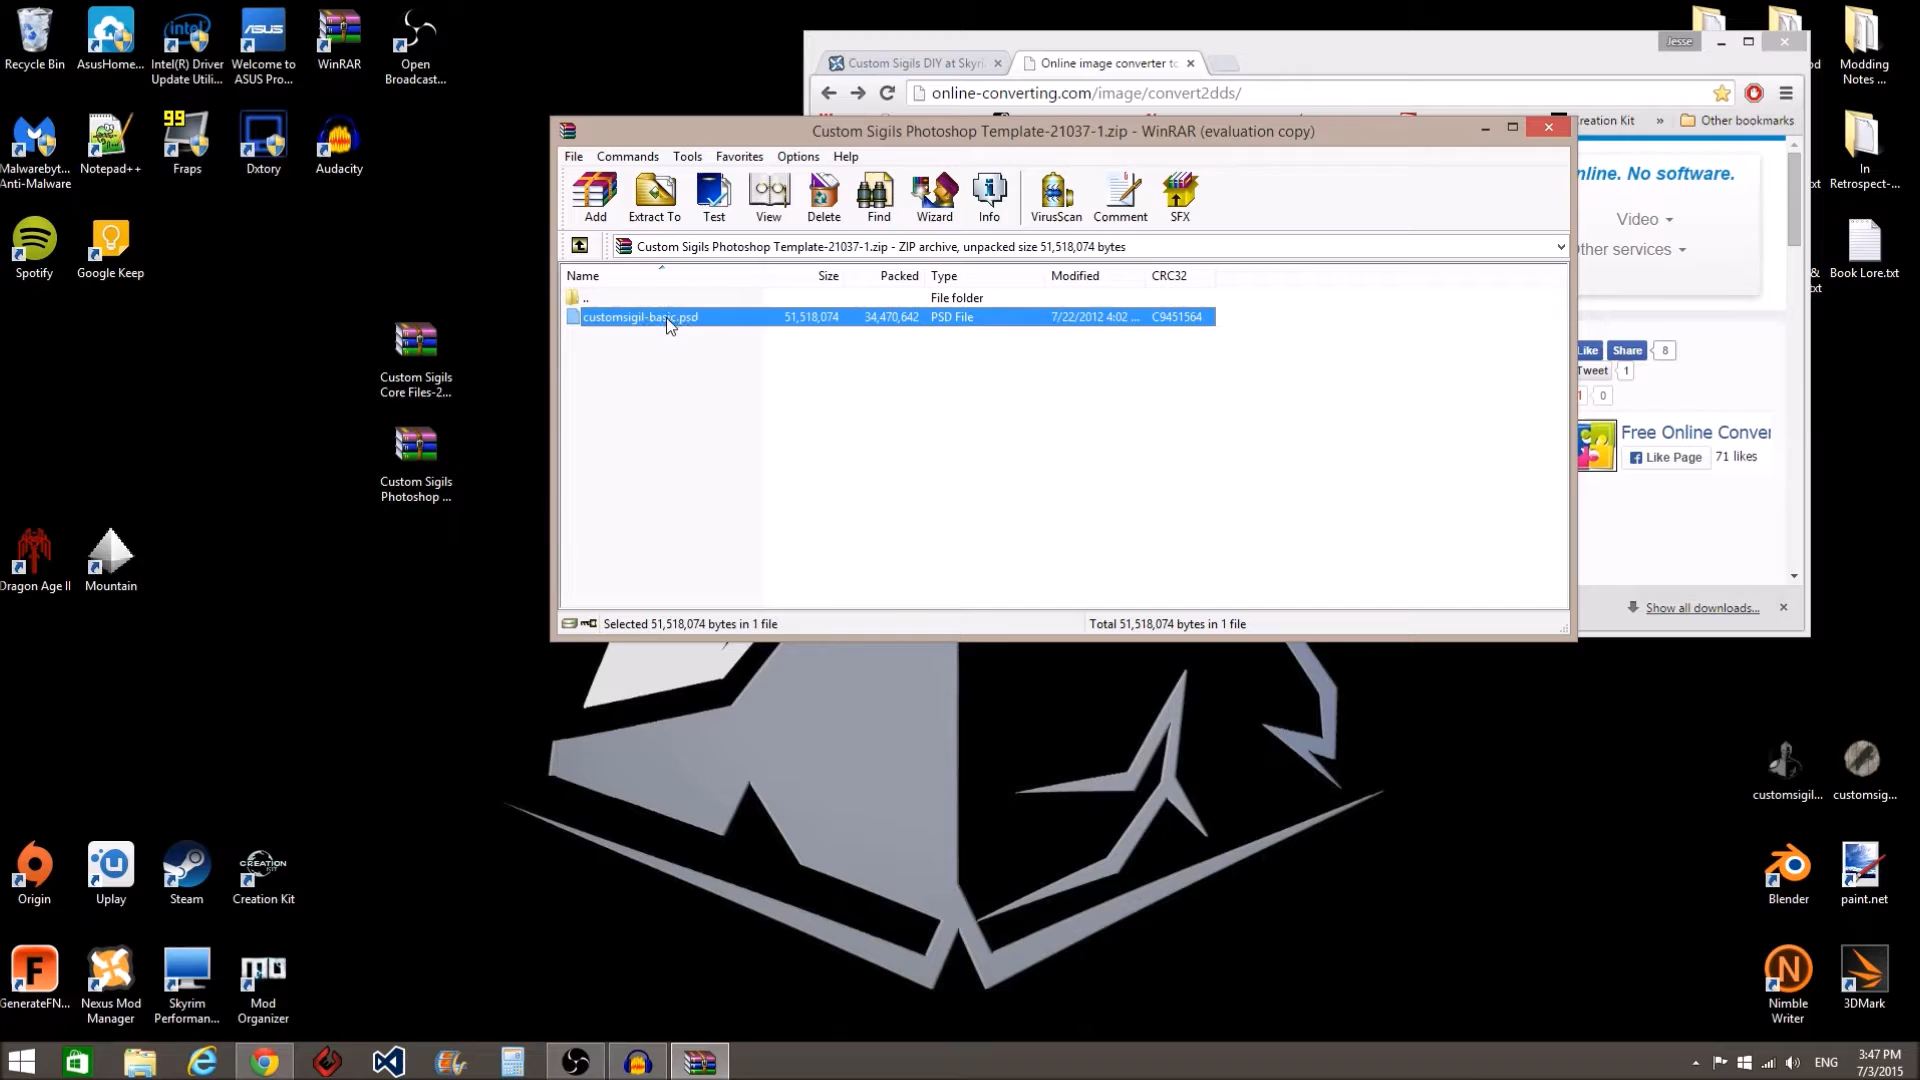 Recycle Bin
AsusHome...
Intel(R) Driver
Update Utili...
Welcome to
ASUS Pro...
WinRAR
Open
Broadcast...
Malwarebyt...
Anti-Malware
Notepad++
99
Fraps
Dxtory
Audacity
Spotify
Google Keep
Custom Sigils
Core Files-2...
Custom Sigils
Photoshop ...
Dragon Age II
Mountain
Origin
Uplay
Steam
Creation Kit
GenerateFN...
Nexus Mod
Manager
Skyrim
Performan...
Mod
Organizer
Jesse
Custom Sigils DIY at Skyri
Online image converter to
online-converting.com/image/convert2dds/
Creation Kit
»
Other bookmarks
Custom Sigils Photoshop Template-21037-1.zip - WinRAR (evaluation copy)
File Commands Tools Favorites Options Help
Add Extract To Test View Delete Find Wizard Info VirusScan Comment SFX
Custom Sigils Photoshop Template-21037-1.zip - ZIP archive, unpacked size 51,518,074 bytes
Name Size Packed Type Modified CRC32
.. File folder
customsigil-basic.psd 51,518,074 34,470,642 PSD File 7/22/2012 4:02 ... C9451564
Selected 51,518,074 bytes in 1 file
Total 51,518,074 bytes in 1 file
nline. No software.
Video
ther services
Like Share 8
Tweet 1
0
Free Online Conver
Like Page 71 likes
Show all downloads...
Modding
Notes ...
In
Retrospect-...
Book Lore.txt
customsigil...
customsig...
Blender
paint.net
Nimble
Writer
3DMark
ENG
3:47 PM
7/3/2015